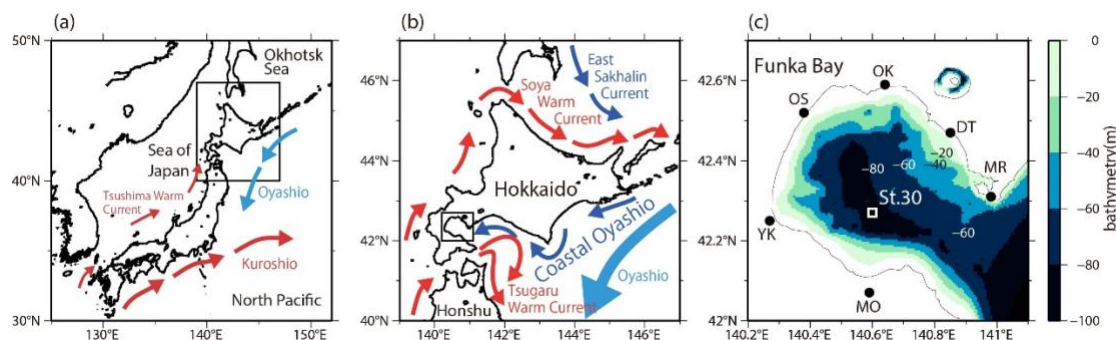 (a)
50°N
40°N
30°N
130°E
140°E
150°E
Okhotsk
Sea
Sea of
Japan
Tsushima Warm
Current
Oyashio
Kuroshio
North Pacific
(b)
46°N
44°N
42°N
40°N
140°E
142°E
144°E
146°E
East
Sakhalin
Current
Soya
Warm
Current
Hokkaido
Coastal Oyashio
Oyashio
Tsugaru
Warm Current
Honshu
(c)
42.6°N
42.4°N
42.2°N
42°N
140.2°E
140.4°E
140.6°E
140.8°E
141°E
Funka Bay
OK
OS
DT
MR
YK
MO
St.30
−20
−40
−60
−80
−60
0
−20
−40
−60
−80
−100
bathymetry(m)